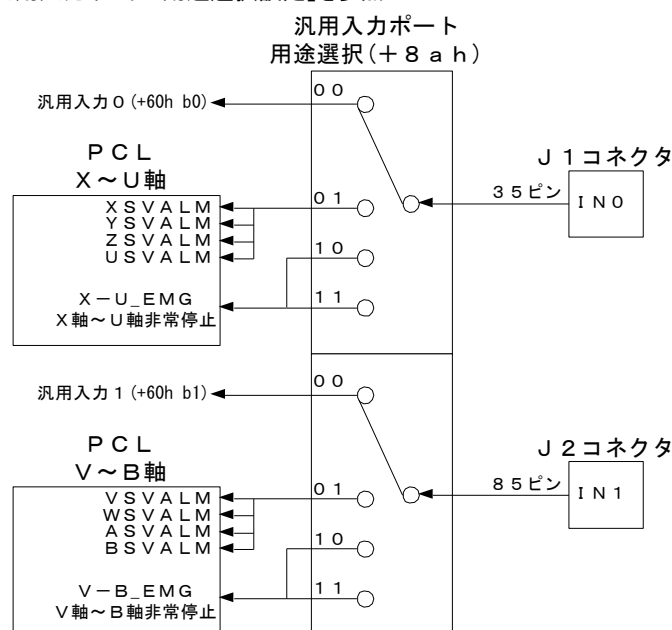 汎用入力ポート
用途選択(+8ah)
00
汎用入力0(+60h b0)
PCL
X~U軸
J1コネクタ
01
35ピン
IN0
XSVALM
YSVALM
ZSVALM
USVALM
10
X-U_EMG
X軸~U軸非常停止
11
00
汎用入力1(+60h b1)
PCL
V~B軸
J2コネクタ
01
85ピン
IN1
VSVALM
WSVALM
ASVALM
BSVALM
10
V-B_EMG
V軸~B軸非常停止
11